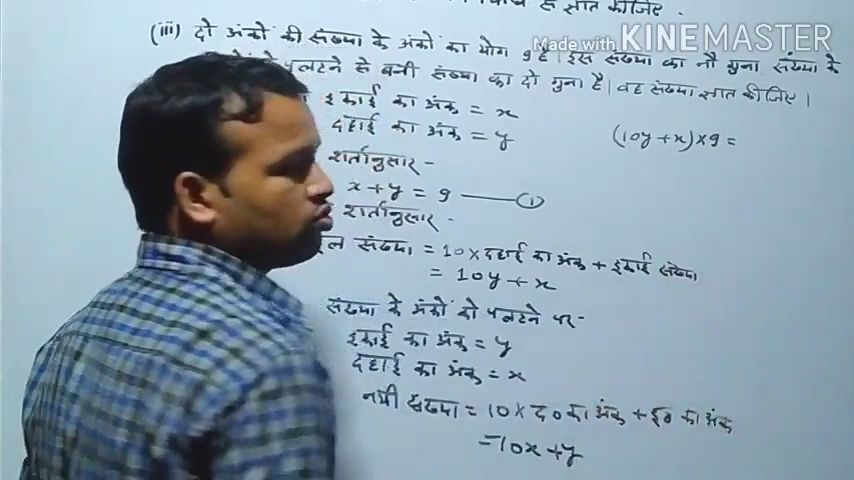 ज्ञात कीजिए.
Made with KINEMASTER
(iii) दो अंकों की संख्या के अंकों का योग 9 है। इस संख्या का नौ गुना, संख्या के
पलटने से बनी संख्या का दो गुना है। वह संख्या ज्ञात कीजिए।
इकाई का अंक = x
दहाई का अंक = y
(10y + x) x 9 =
शर्तानुसार -
x + y = 9 —— (1)
शर्तानुसार -
संख्या = 10 x दहाई का अंक + इकाई संख्या
= 10y + x
संख्या के अंकों को पलटने पर -
इकाई का अंक = y
दहाई का अंक = x
नयी संख्या = 10 x द० का अंक + इ० का अंक
= 10x + y